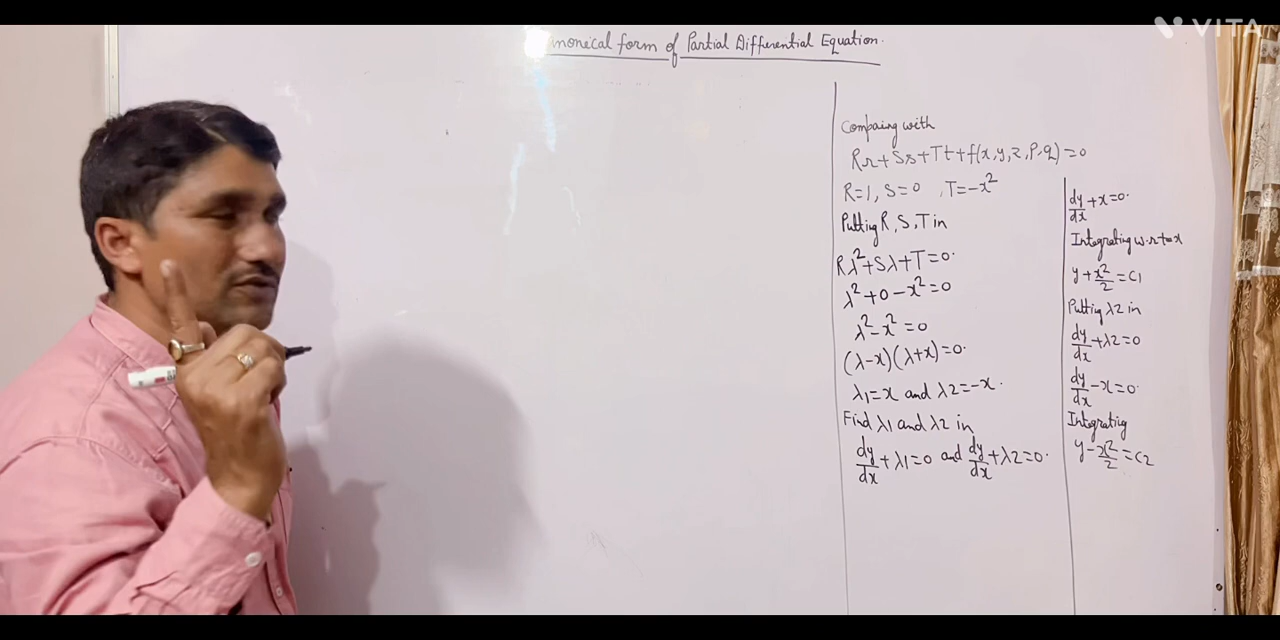 VITA
monical form of Partial Differential Equation.
Compaing with
Rr+Ss+Tt+f(x,y,z,P,q)=0
R=1, S=0 , T=-x²
Putting R, S, T in
Rλ²+Sλ+T=0.
λ²+0-x²=0
λ²-x²=0
(λ-x)(λ+x)=0.
λ1=x and λ2=-x.
Find λ1 and λ2 in
dy/dx+λ1=0 and dy/dx+λ2=0.
dy/dx+x=0.
Integrating w.r.to x
y+x²/2=C1
Putting λ2 in
dy/dx+λ2=0
dy/dx-x=0.
Integrating
y-x²/2=C2